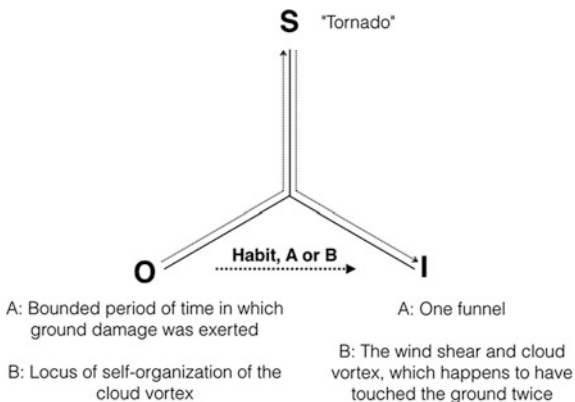 S "Tornado"
Habit, A or B
O
I
A: Bounded period of time in which
ground damage was exerted
B: Locus of self-organization of the
cloud vortex
A: One funnel
B: The wind shear and cloud
vortex, which happens to have
touched the ground twice